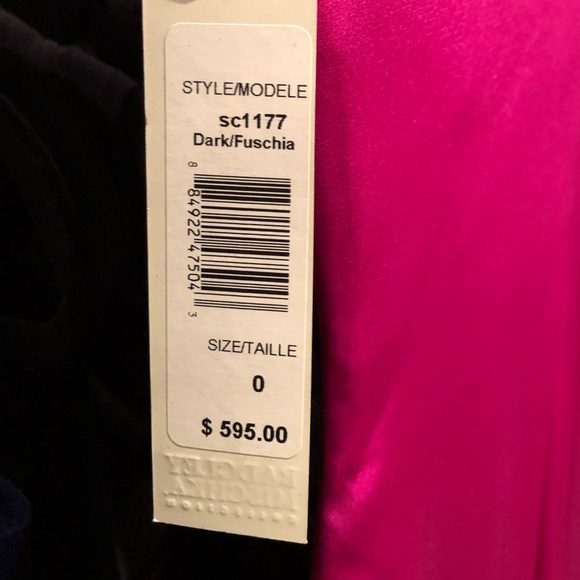 STYLE/MODELE
sc1177
Dark/Fuschia
8 84922 47504 3
SIZE/TAILLE
0
$ 595.00